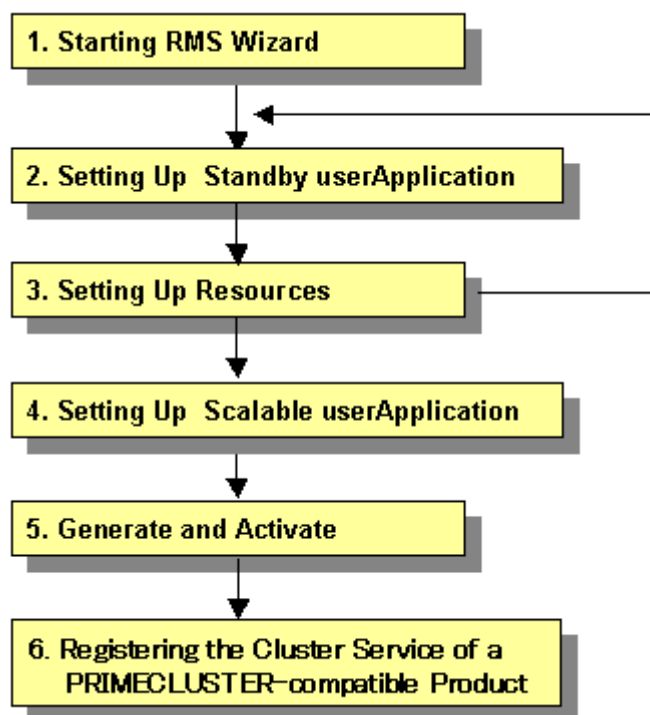 1. Starting RMS Wizard
2. Setting Up Standby userApplication
3. Setting Up Resources
4. Setting Up Scalable userApplication
5. Generate and Activate
6. Registering the Cluster Service of a
PRIMECLUSTER-compatible Product